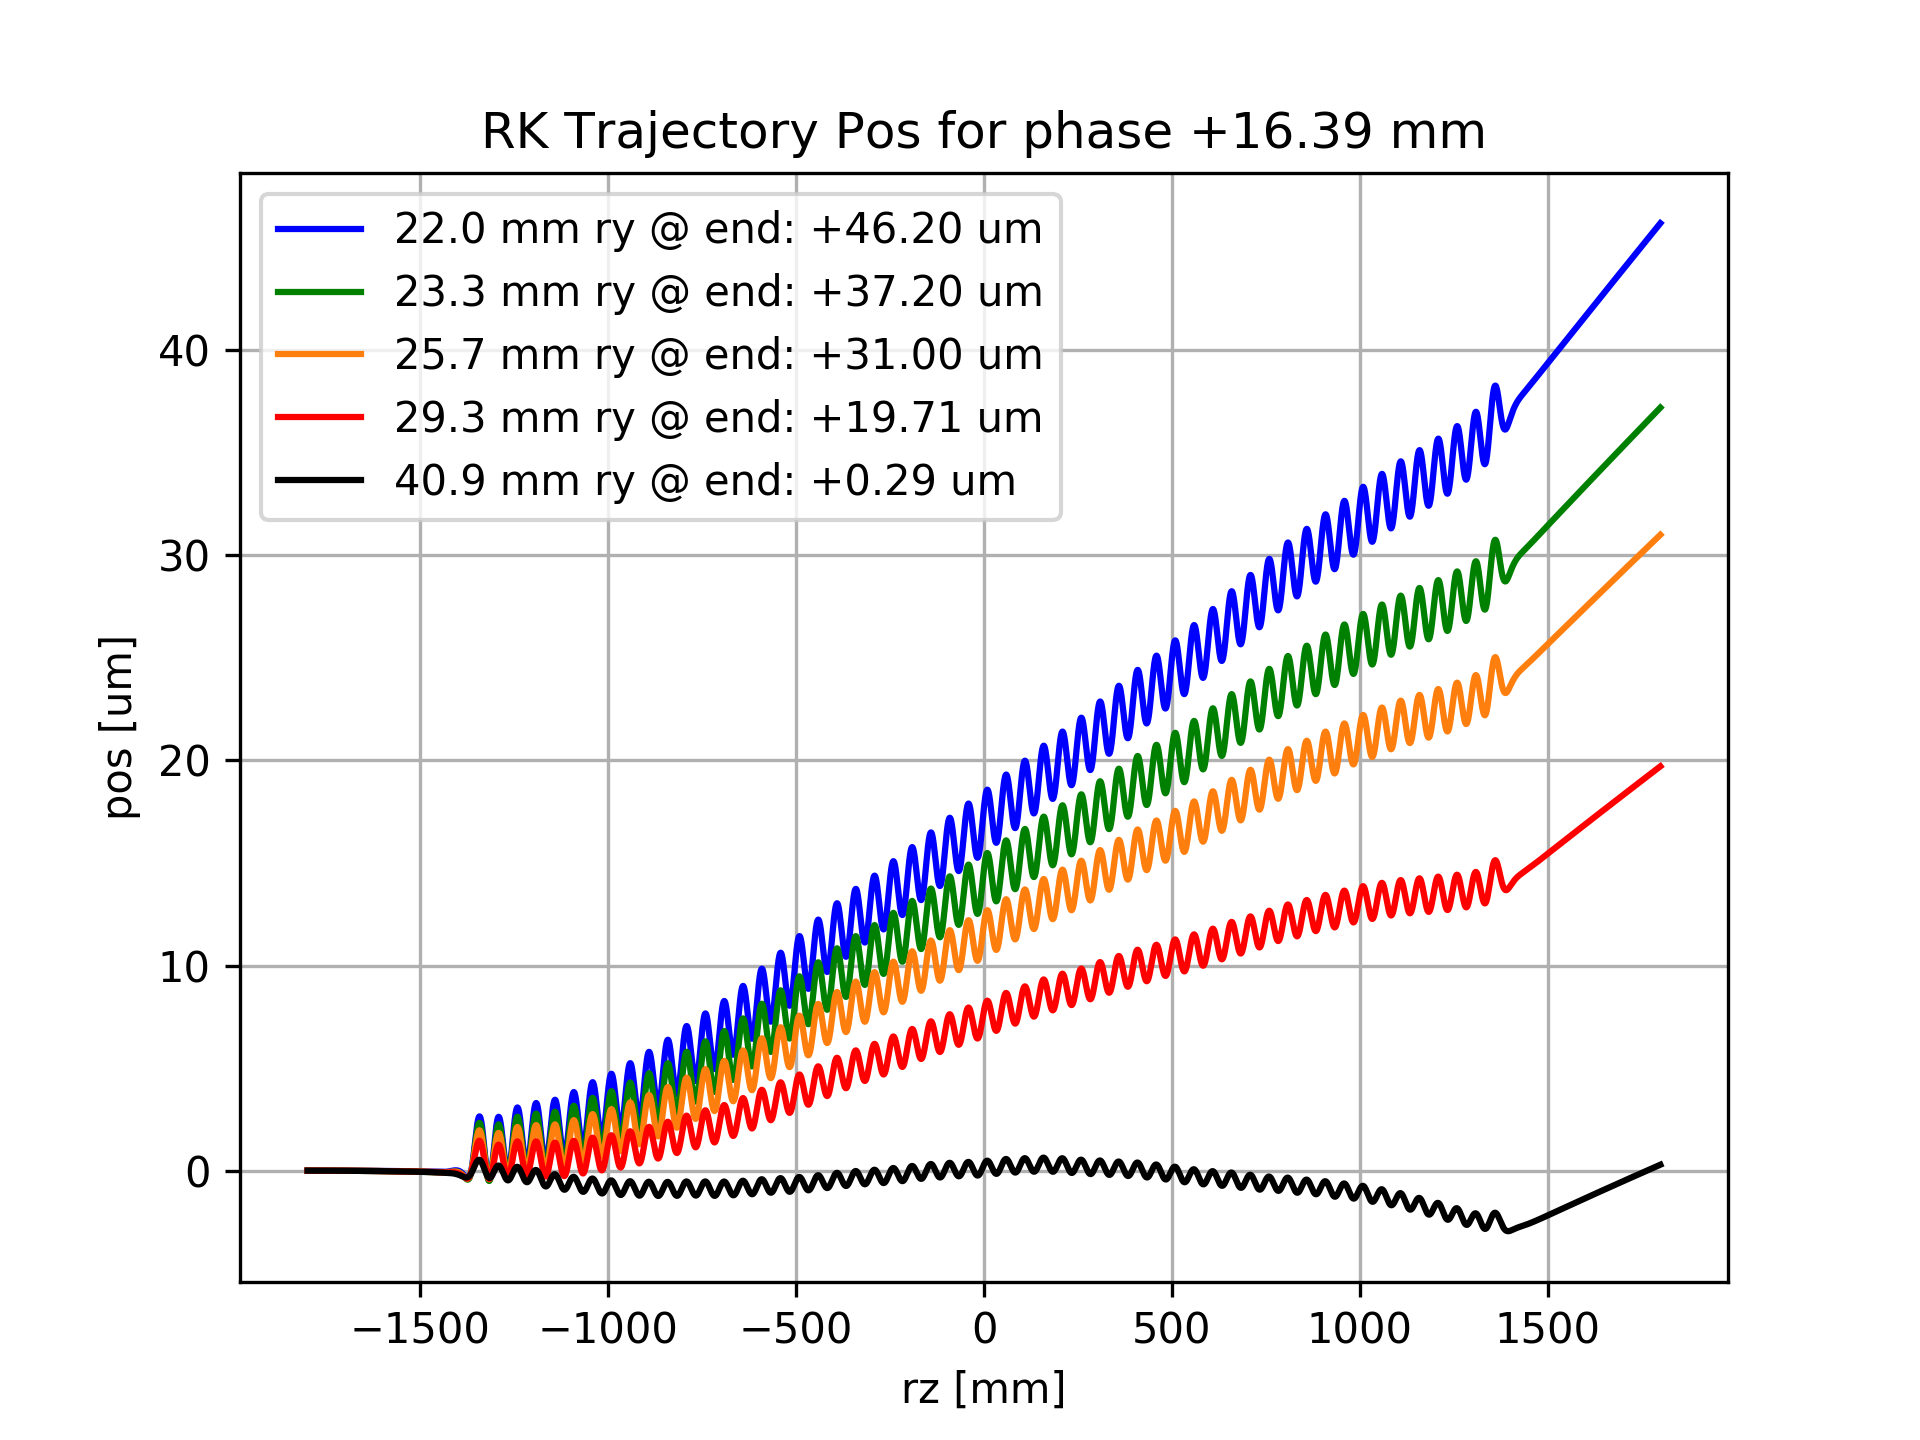 RK Trajectory Pos for phase +16.39 mm
22.0 mm ry @ end: +46.20 um
23.3 mm ry @ end: +37.20 um
25.7 mm ry @ end: +31.00 um
29.3 mm ry @ end: +19.71 um
40.9 mm ry @ end: +0.29 um
40
30
20
10
0
pos [um]
−1500 −1000 −500 0 500 1000 1500
rz [mm]